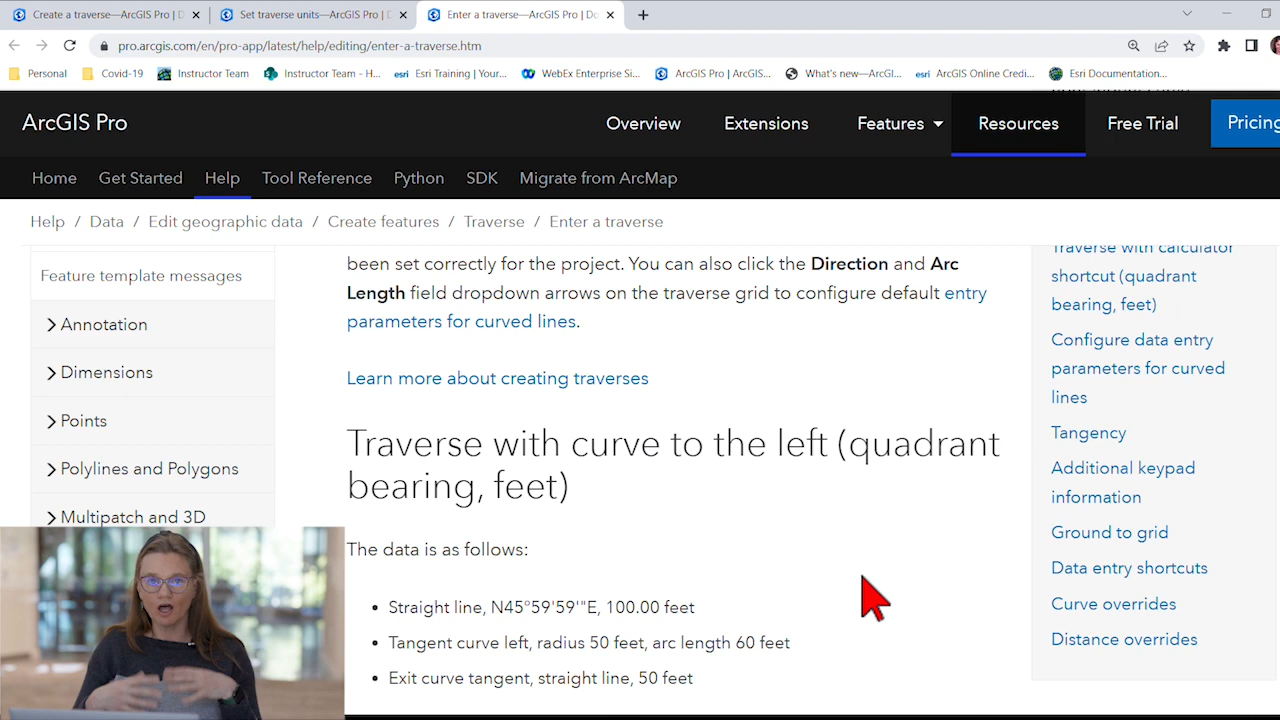 Create a traverse—ArcGIS Pro | D
Set traverse units—ArcGIS Pro | D
Enter a traverse—ArcGIS Pro | Do
pro.arcgis.com/en/pro-app/latest/help/editing/enter-a-traverse.htm
Personal
Covid-19
Instructor Team
Instructor Team - H...
esri Esri Training | Your...
WebEx Enterprise Si...
ArcGIS Pro | ArcGIS...
What's new—ArcGI...
esri ArcGIS Online Credi...
Esri Documentation...
ArcGIS Pro
Overview
Extensions
Features
Resources
Free Trial
Pricing
Home
Get Started
Help
Tool Reference
Python
SDK
Migrate from ArcMap
Help / Data / Edit geographic data / Create features / Traverse / Enter a traverse
Feature template messages
Annotation
Dimensions
Points
Polylines and Polygons
Multipatch and 3D
been set correctly for the project. You can also click the Direction and Arc
Length field dropdown arrows on the traverse grid to configure default entry
parameters for curved lines.
Learn more about creating traverses
Traverse with curve to the left (quadrant
bearing, feet)
The data is as follows:
• Straight line, N45°59'59'"E, 100.00 feet
• Tangent curve left, radius 50 feet, arc length 60 feet
• Exit curve tangent, straight line, 50 feet
Traverse with calculator
shortcut (quadrant
bearing, feet)
Configure data entry
parameters for curved
lines
Tangency
Additional keypad
information
Ground to grid
Data entry shortcuts
Curve overrides
Distance overrides